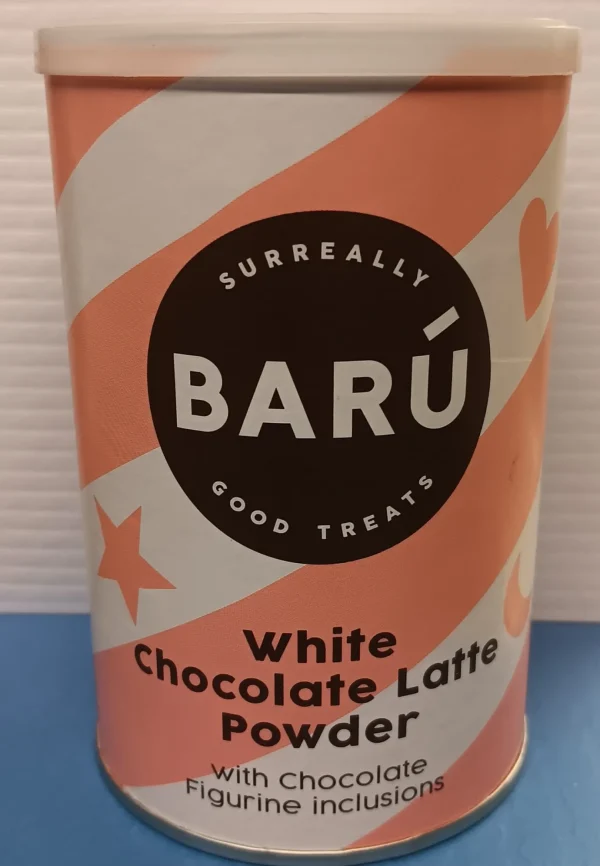 SURREALLY
BARÚ
GOOD TREATS
White
Chocolate Latte
Powder
with Chocolate
Figurine inclusions